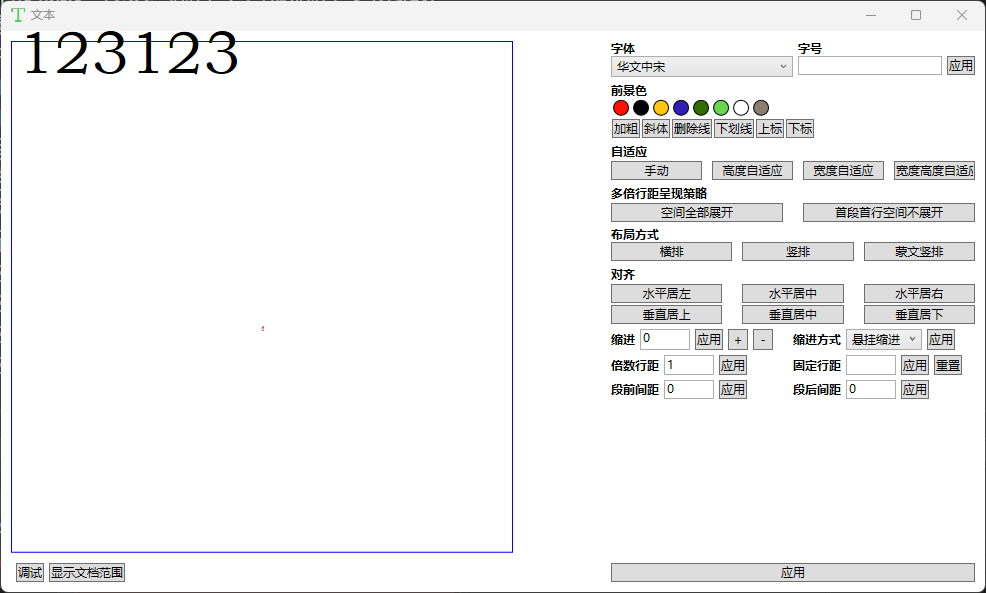 文本
123123
字体 字号
华文中宋 应用
前景色
加粗 斜体 删除线 下划线 上标 下标
自适应
手动 高度自适应 宽度自适应 宽度高度自适应
多倍行距呈现策略
空间全部展开 首段首行空间不展开
布局方式
横排 竖排 蒙文竖排
对齐
水平居左 水平居中 水平居右
垂直居上 垂直居中 垂直居下
缩进 0 应用 + - 缩进方式 悬挂缩进 应用
倍数行距 1 应用 固定行距 应用 重置
段前间距 0 应用 段后间距 0 应用
调试 显示文档范围 应用